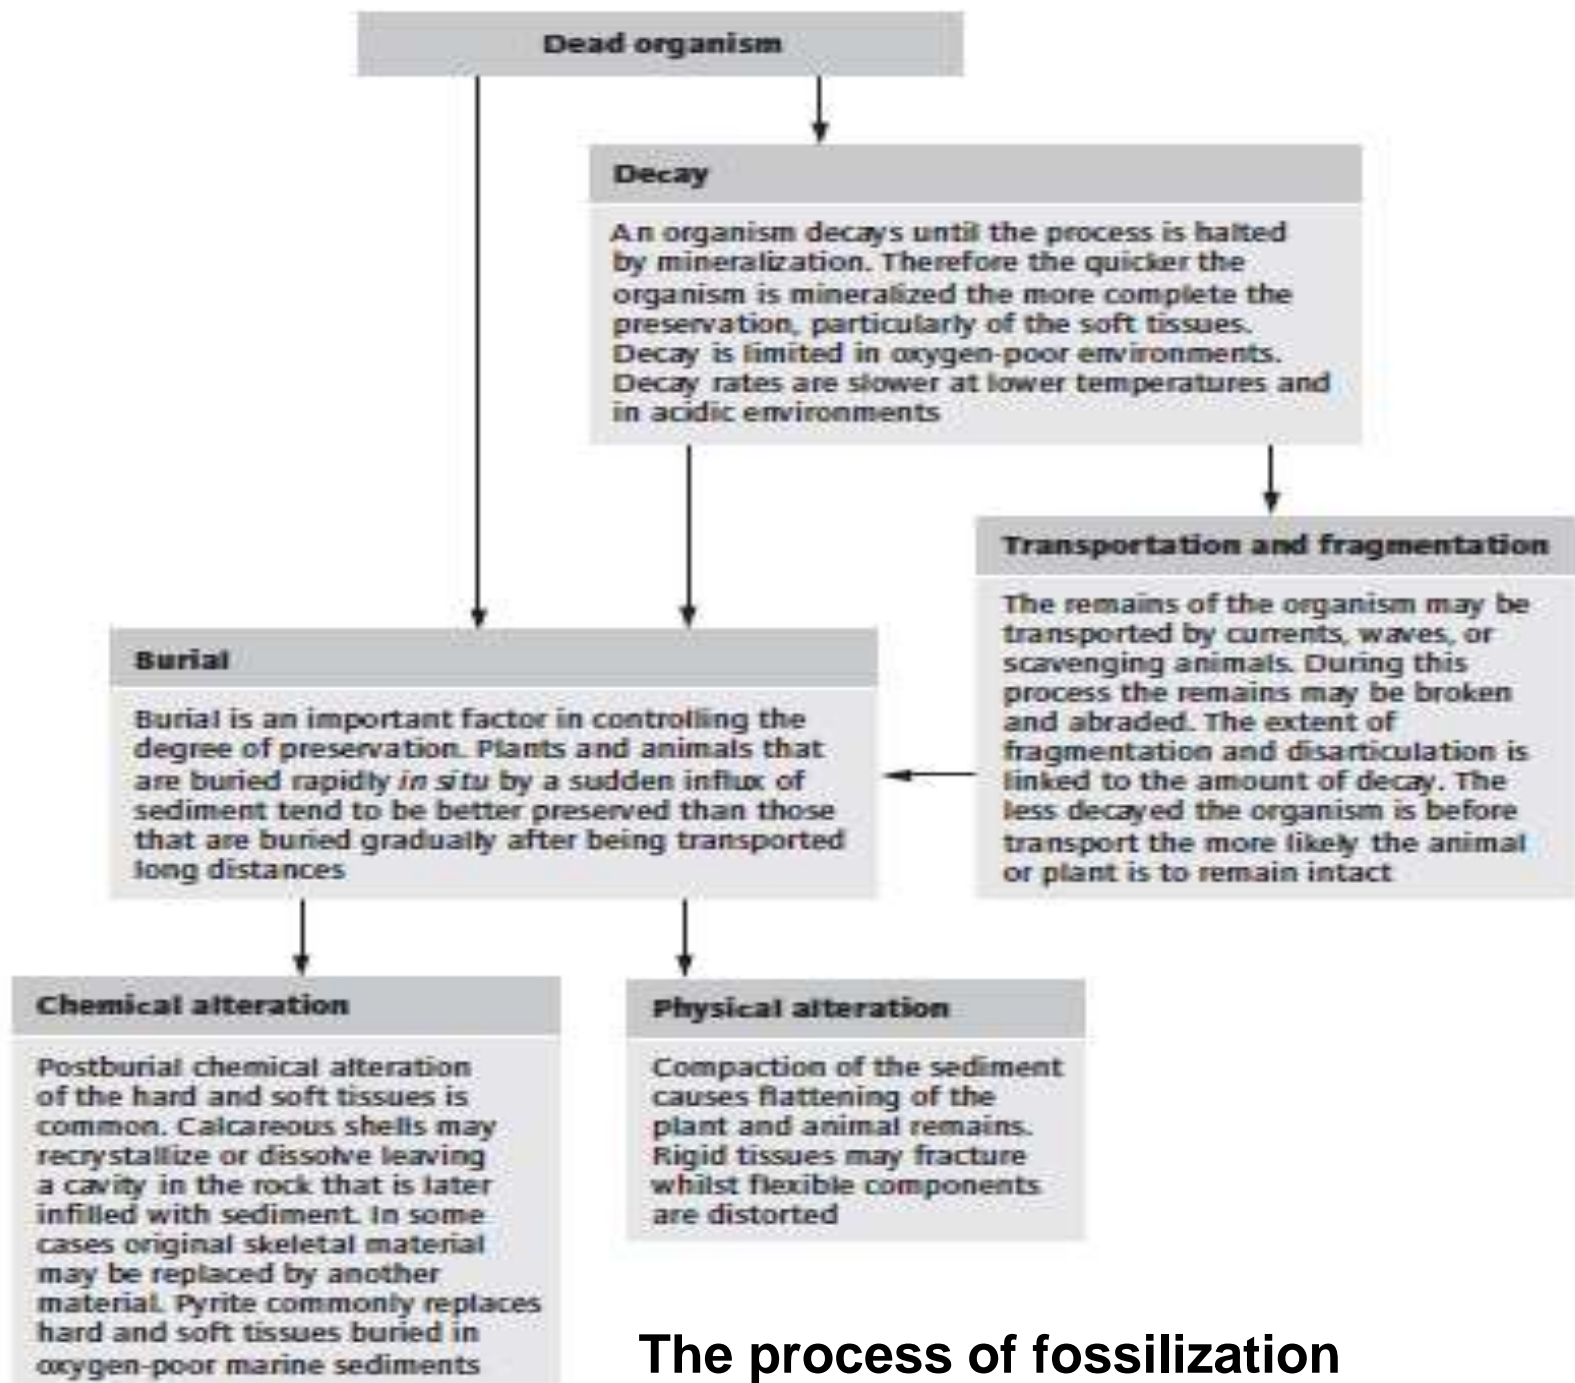 Dead organism
Decay
An organism decays until the process is halted
by mineralization. Therefore the quicker the
organism is mineralized the more complete the
preservation, particularly of the soft tissues.
Decay is limited in oxygen-poor environments.
Decay rates are slower at lower temperatures and
in acidic environments
Transportation and fragmentation
The remains of the organism may be
transported by currents, waves, or
scavenging animals. During this
process the remains may be broken
and abraded. The extent of
fragmentation and disarticulation is
linked to the amount of decay. The
less decayed the organism is before
transport the more likely the animal
or plant is to remain intact
Burial
Burial is an important factor in controlling the
degree of preservation. Plants and animals that
are buried rapidly in situ by a sudden influx of
sediment tend to be better preserved than those
that are buried gradually after being transported
long distances
Chemical alteration
Postburial chemical alteration
of the hard and soft tissues is
common. Calcareous shells may
recrystallize or dissolve leaving
a cavity in the rock that is later
infilled with sediment. In some
cases original skeletal material
may be replaced by another
material. Pyrite commonly replaces
hard and soft tissues buried in
oxygen-poor marine sediments
Physical alteration
Compaction of the sediment
causes flattening of the
plant and animal remains.
Rigid tissues may fracture
whilst flexible components
are distorted
The process of fossilization